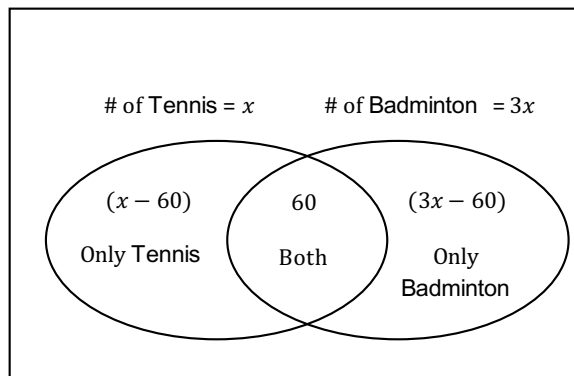 # of Tennis = x # of Badminton = 3x
(x − 60) 60 (3x − 60)
Only Tennis Both Only
Badminton